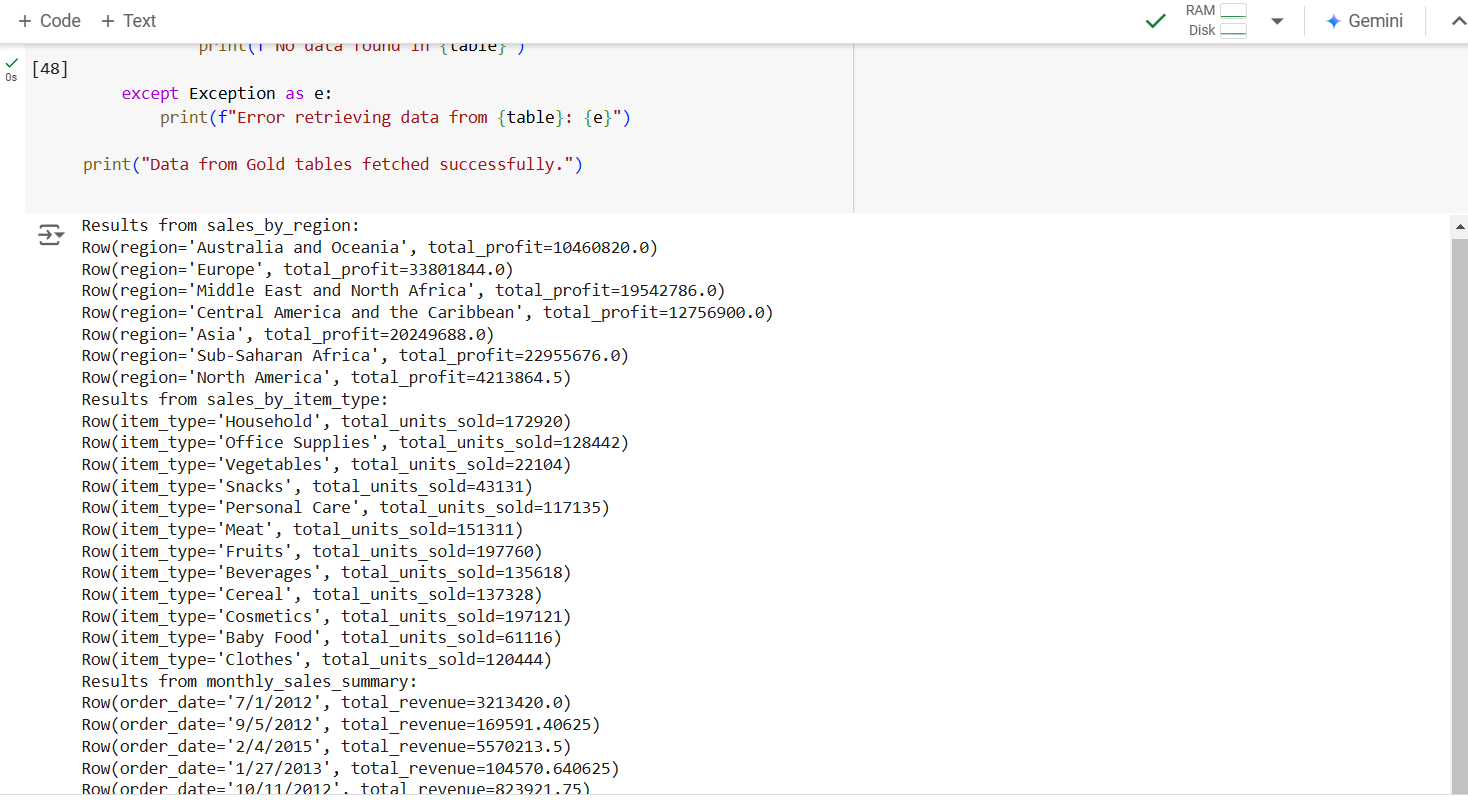 + Code + Text
RAM
Disk
Gemini
print(f"No data found in {table}")
0s
[48]
except Exception as e:
print(f"Error retrieving data from {table}: {e}")
print("Data from Gold tables fetched successfully.")
Results from sales_by_region:
Row(region='Australia and Oceania', total_profit=10460820.0)
Row(region='Europe', total_profit=33801844.0)
Row(region='Middle East and North Africa', total_profit=19542786.0)
Row(region='Central America and the Caribbean', total_profit=12756900.0)
Row(region='Asia', total_profit=20249688.0)
Row(region='Sub-Saharan Africa', total_profit=22955676.0)
Row(region='North America', total_profit=4213864.5)
Results from sales_by_item_type:
Row(item_type='Household', total_units_sold=172920)
Row(item_type='Office Supplies', total_units_sold=128442)
Row(item_type='Vegetables', total_units_sold=22104)
Row(item_type='Snacks', total_units_sold=43131)
Row(item_type='Personal Care', total_units_sold=117135)
Row(item_type='Meat', total_units_sold=151311)
Row(item_type='Fruits', total_units_sold=197760)
Row(item_type='Beverages', total_units_sold=135618)
Row(item_type='Cereal', total_units_sold=137328)
Row(item_type='Cosmetics', total_units_sold=197121)
Row(item_type='Baby Food', total_units_sold=61116)
Row(item_type='Clothes', total_units_sold=120444)
Results from monthly_sales_summary:
Row(order_date='7/1/2012', total_revenue=3213420.0)
Row(order_date='9/5/2012', total_revenue=169591.40625)
Row(order_date='2/4/2015', total_revenue=5570213.5)
Row(order_date='1/27/2013', total_revenue=104570.640625)
Row(order_date='10/11/2012', total_revenue=823921.75)